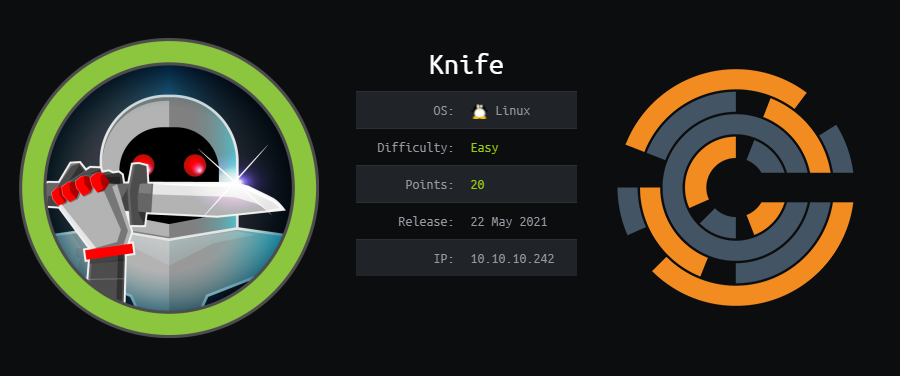 Knife
OS: Linux
Difficulty: Easy
Points: 20
Release: 22 May 2021
IP: 10.10.10.242